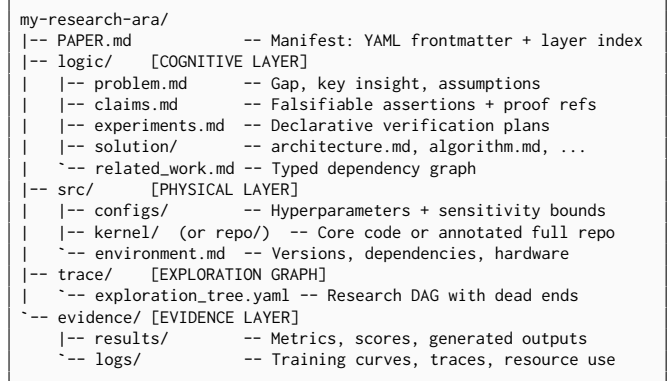 my-research-ara/
|-- PAPER.md -- Manifest: YAML frontmatter + layer index
|-- logic/ [COGNITIVE LAYER]
| |-- problem.md -- Gap, key insight, assumptions
| |-- claims.md -- Falsifiable assertions + proof refs
| |-- experiments.md -- Declarative verification plans
| |-- solution/ -- architecture.md, algorithm.md, ...
| `-- related_work.md -- Typed dependency graph
|-- src/ [PHYSICAL LAYER]
| |-- configs/ -- Hyperparameters + sensitivity bounds
| |-- kernel/ (or repo/) -- Core code or annotated full repo
| `-- environment.md -- Versions, dependencies, hardware
|-- trace/ [EXPLORATION GRAPH]
| `-- exploration_tree.yaml -- Research DAG with dead ends
`-- evidence/ [EVIDENCE LAYER]
|-- results/ -- Metrics, scores, generated outputs
`-- logs/ -- Training curves, traces, resource use